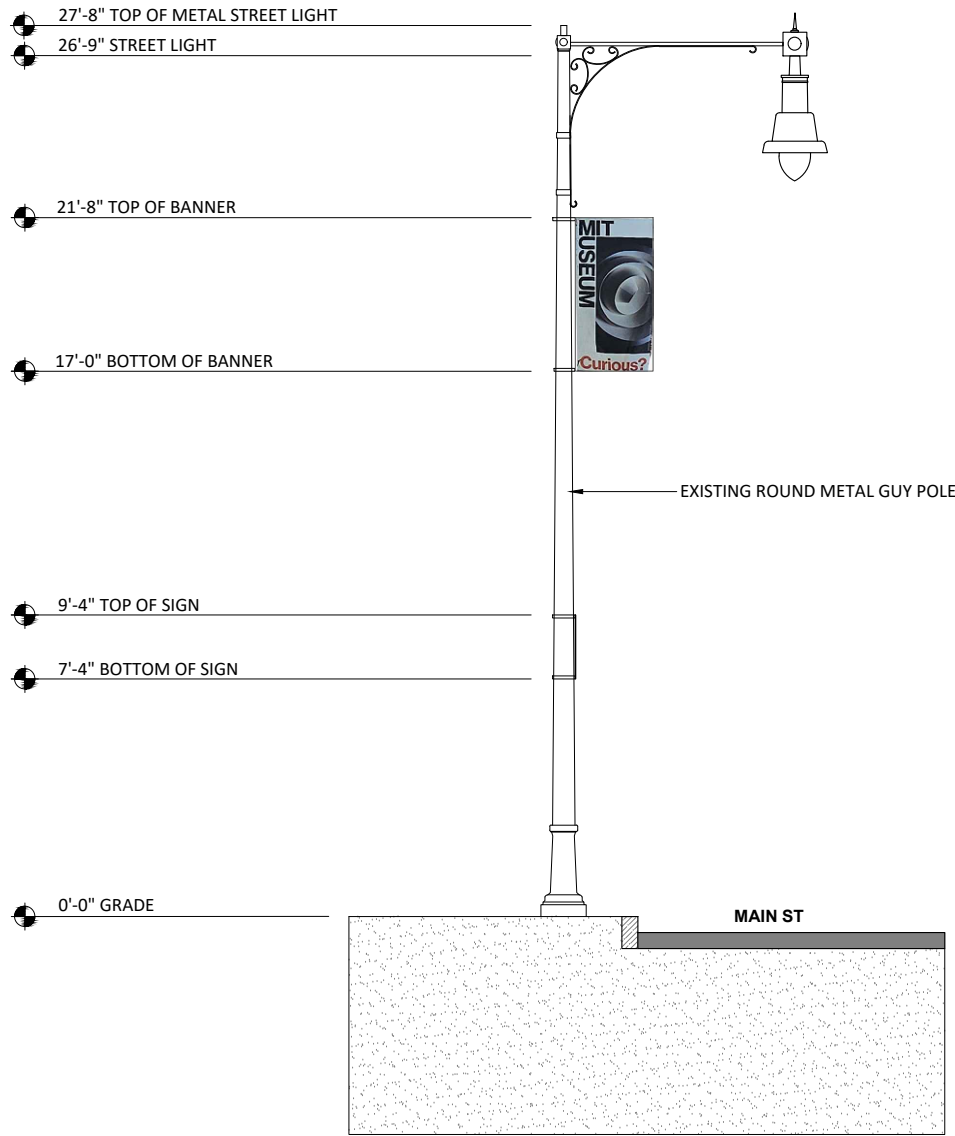 27'-8" TOP OF METAL STREET LIGHT
26'-9" STREET LIGHT
21'-8" TOP OF BANNER
MIT
MUSEUM
Curious?
17'-0" BOTTOM OF BANNER
EXISTING ROUND METAL GUY POLE
9'-4" TOP OF SIGN
7'-4" BOTTOM OF SIGN
0'-0" GRADE
MAIN ST